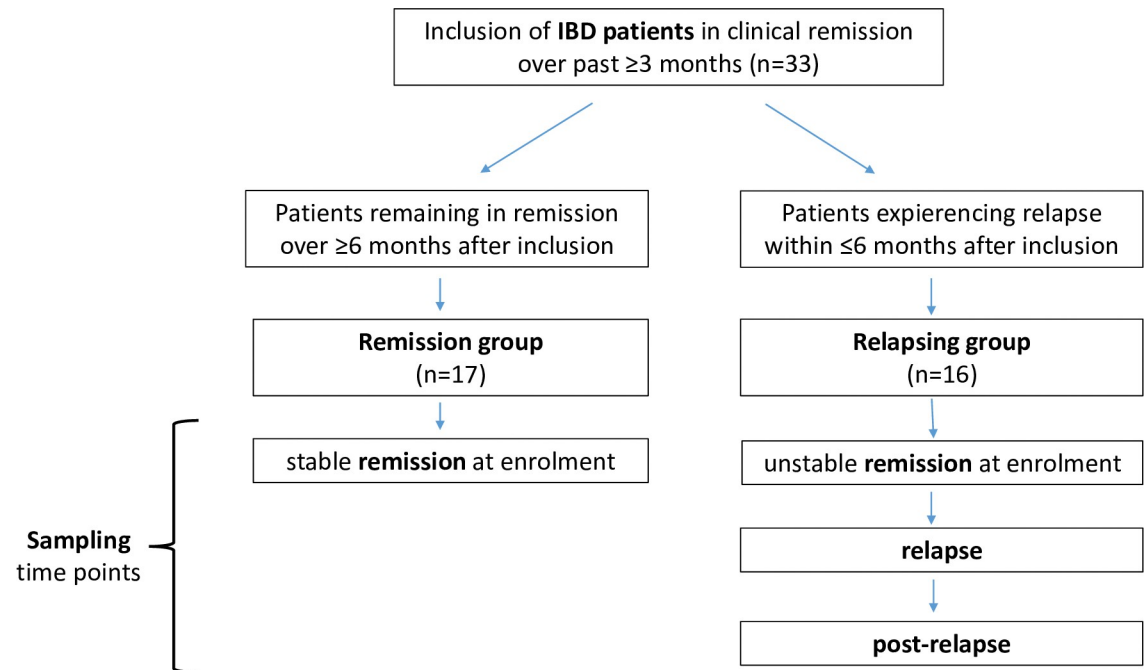 Inclusion of IBD patients in clinical remission
over past ≥3 months (n=33)
Patients remaining in remission
over ≥6 months after inclusion
Patients expierencing relapse
within ≤6 months after inclusion
Remission group
(n=17)
Relapsing group
(n=16)
stable remission at enrolment
unstable remission at enrolment
Sampling
time points
relapse
post-relapse